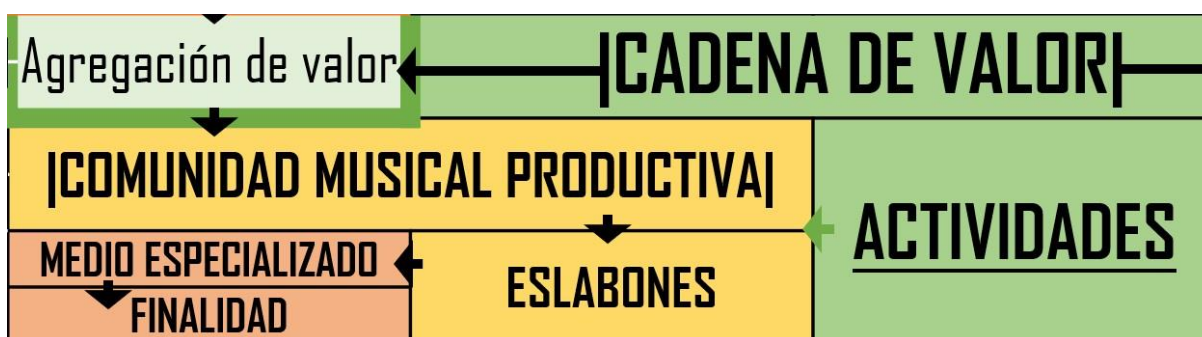 Agregación de valor
|CADENA DE VALOR|
|COMUNIDAD MUSICAL PRODUCTIVA|
ACTIVIDADES
MEDIO ESPECIALIZADO
ESLABONES
FINALIDAD